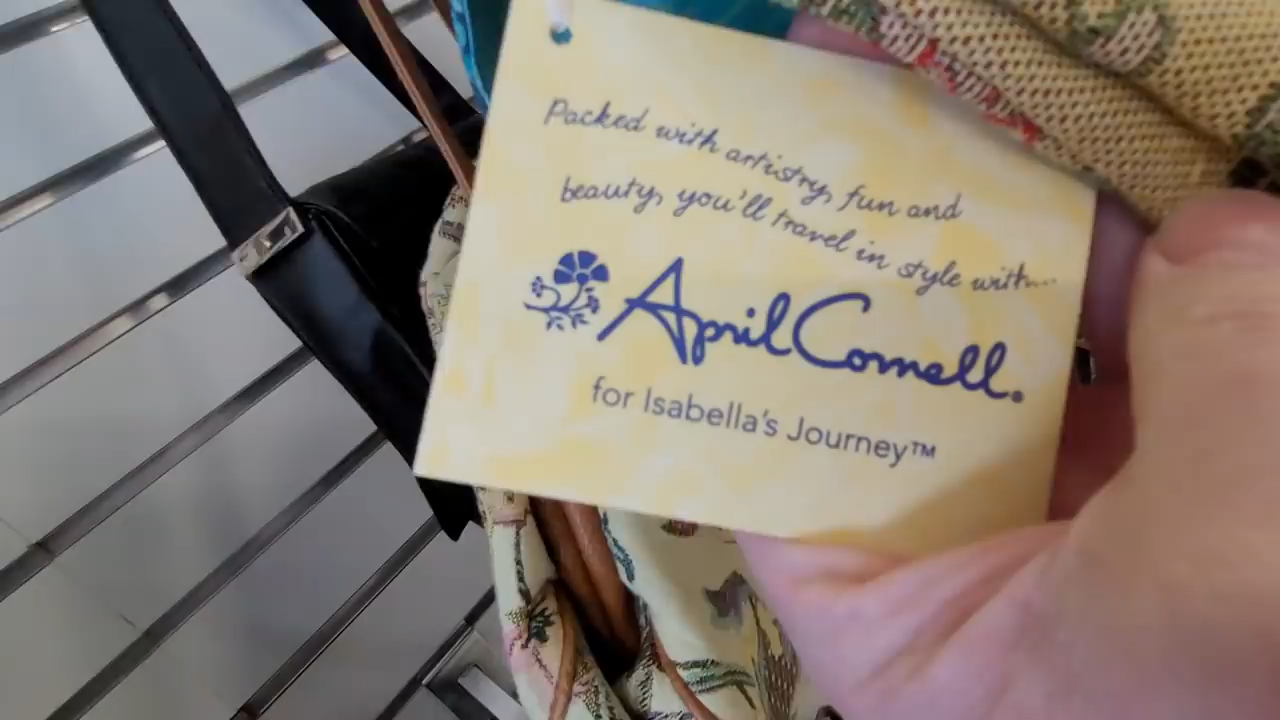 Packed with artistry, fun and
beauty, you'll travel in style with...
April Cornell.
for Isabella's Journey™